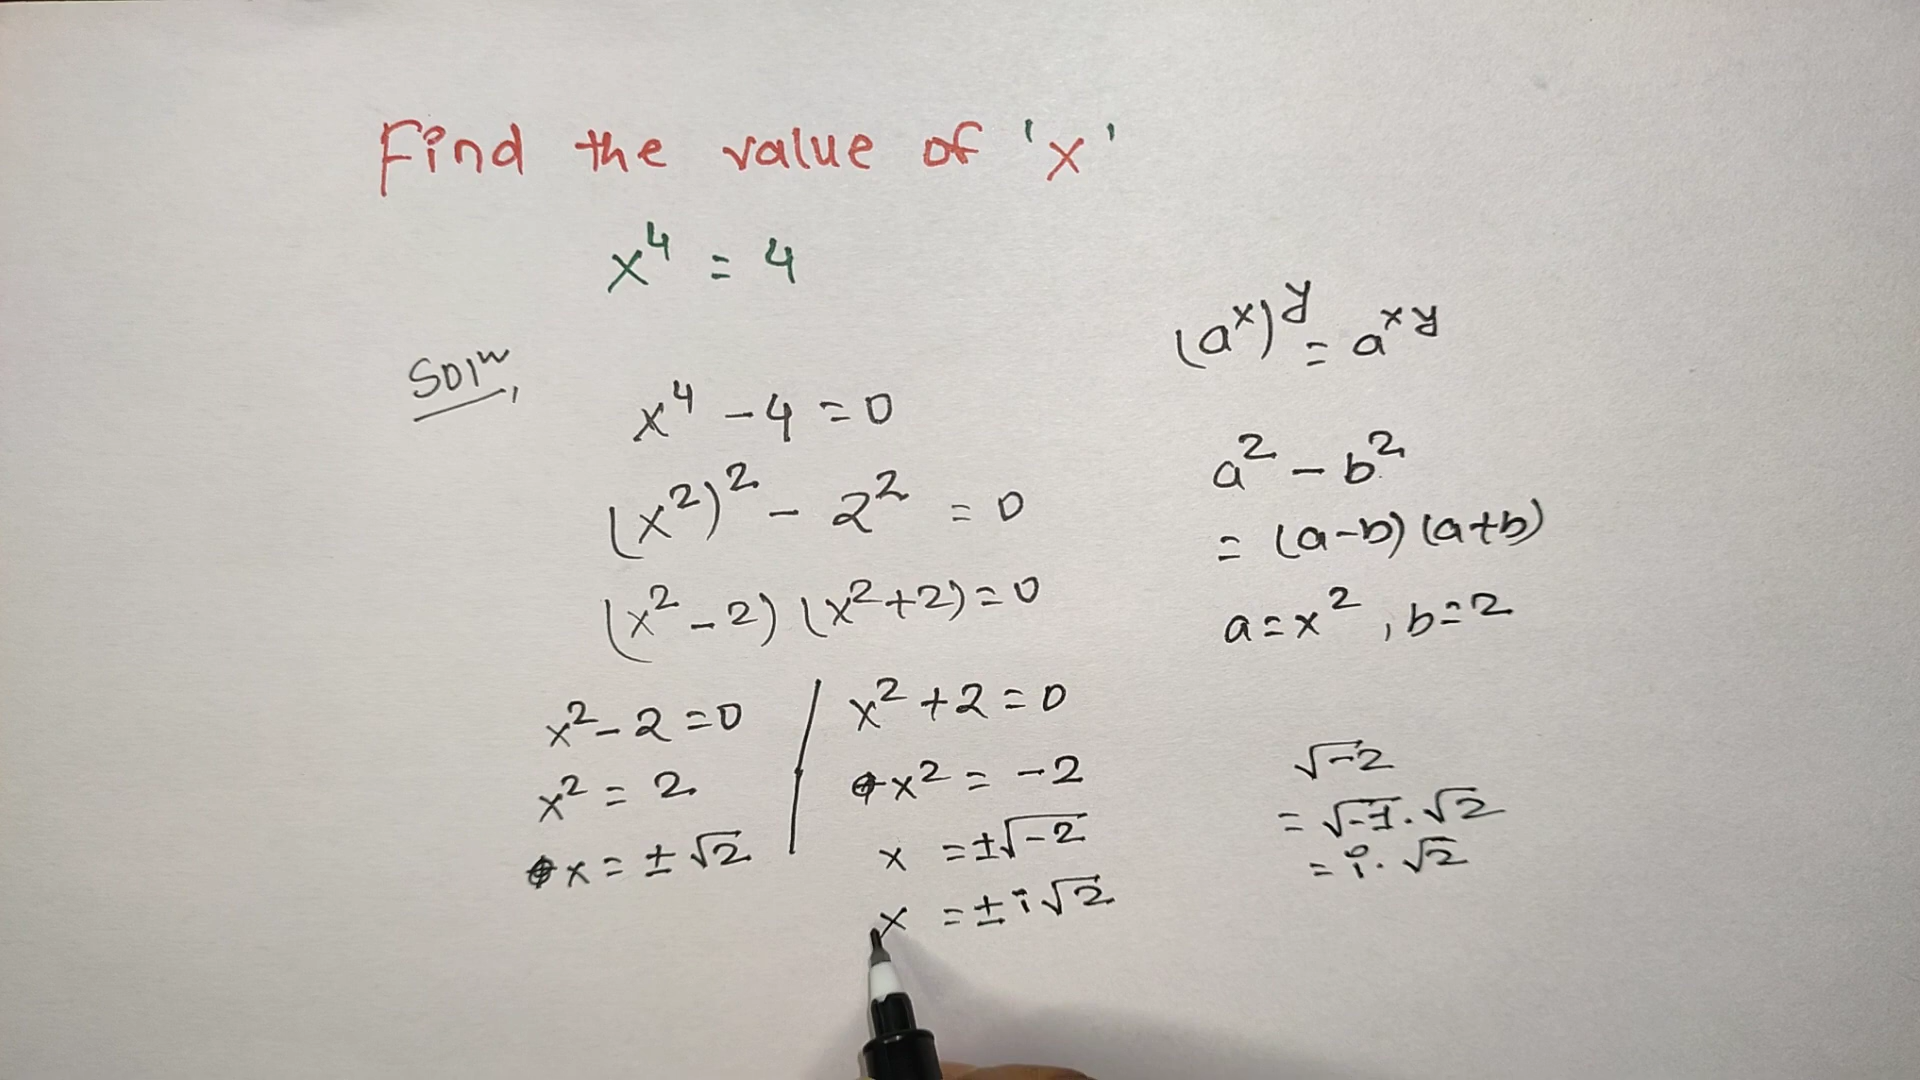 Find the value of 'x'
x⁴ = 4
Solⁿ,
x⁴ - 4 = 0
(x²)² - 2² = 0
(x² - 2) (x² + 2) = 0
x² - 2 = 0
x² = 2
x = ± √2
x² + 2 = 0
x² = -2
x = ±√-2
x = ± i√2
(aˣ)ʸ = aˣʸ
a² - b²
= (a-b) (a+b)
a = x², b = 2
√-2
= √-1 . √2
= i . √2